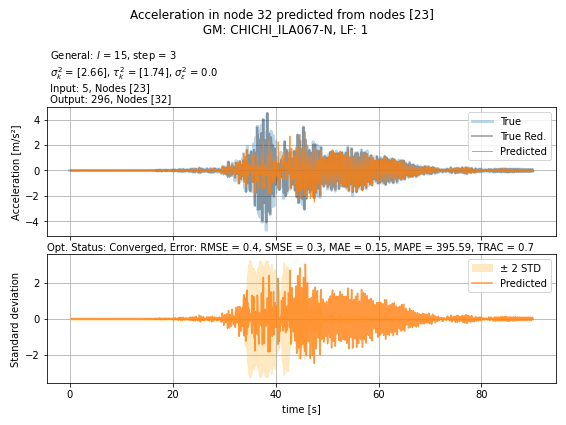 Acceleration in node 32 predicted from nodes [23]
GM: CHICHI_ILA067-N, LF: 1
General: l = 15, step = 3
σ²ₖ = [2.66], τ²ₖ = [1.74], σ²ε = 0.0
Input: 5, Nodes [23]
Output: 296, Nodes [32]
Acceleration [m/s²]
4
2
0
−2
−4
True
True Red.
Predicted
Opt. Status: Converged, Error: RMSE = 0.4, SMSE = 0.3, MAE = 0.15, MAPE = 395.59, TRAC = 0.7
Standard deviation
2
0
−2
± 2 STD
Predicted
0 20 40 60 80
time [s]